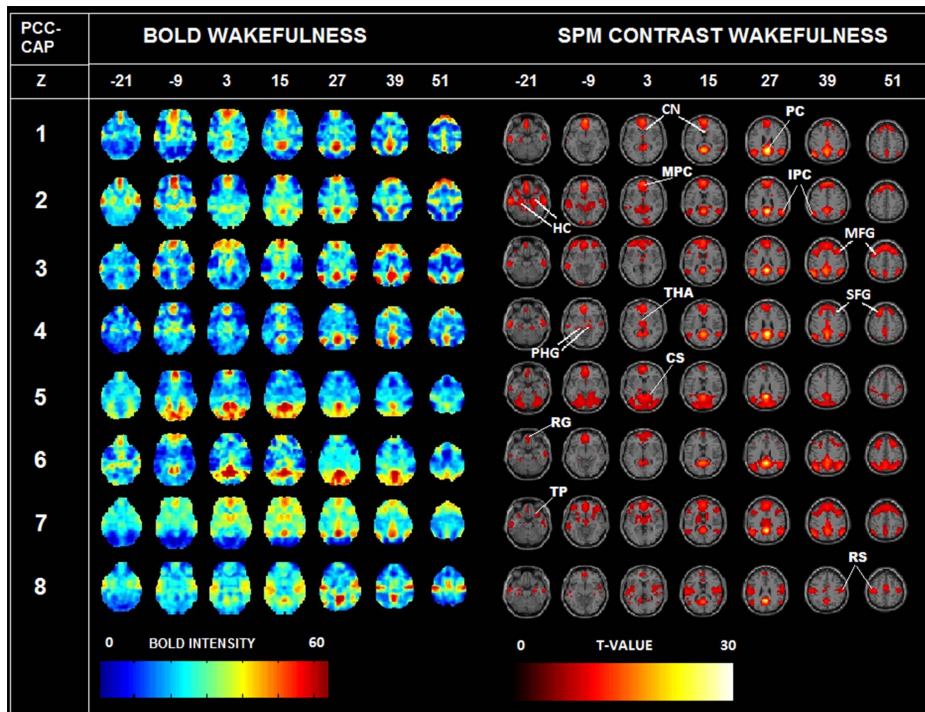 PCC-
CAP
BOLD WAKEFULNESS
SPM CONTRAST WAKEFULNESS
Z
-21 -9 3 15 27 39 51
-21 -9 3 15 27 39 51
1
CN
PC
2
MPC
IPC
HC
3
MFG
4
THA
SFG
PHG
5
CS
6
RG
7
TP
8
RS
0 BOLD INTENSITY 60
0 T-VALUE 30